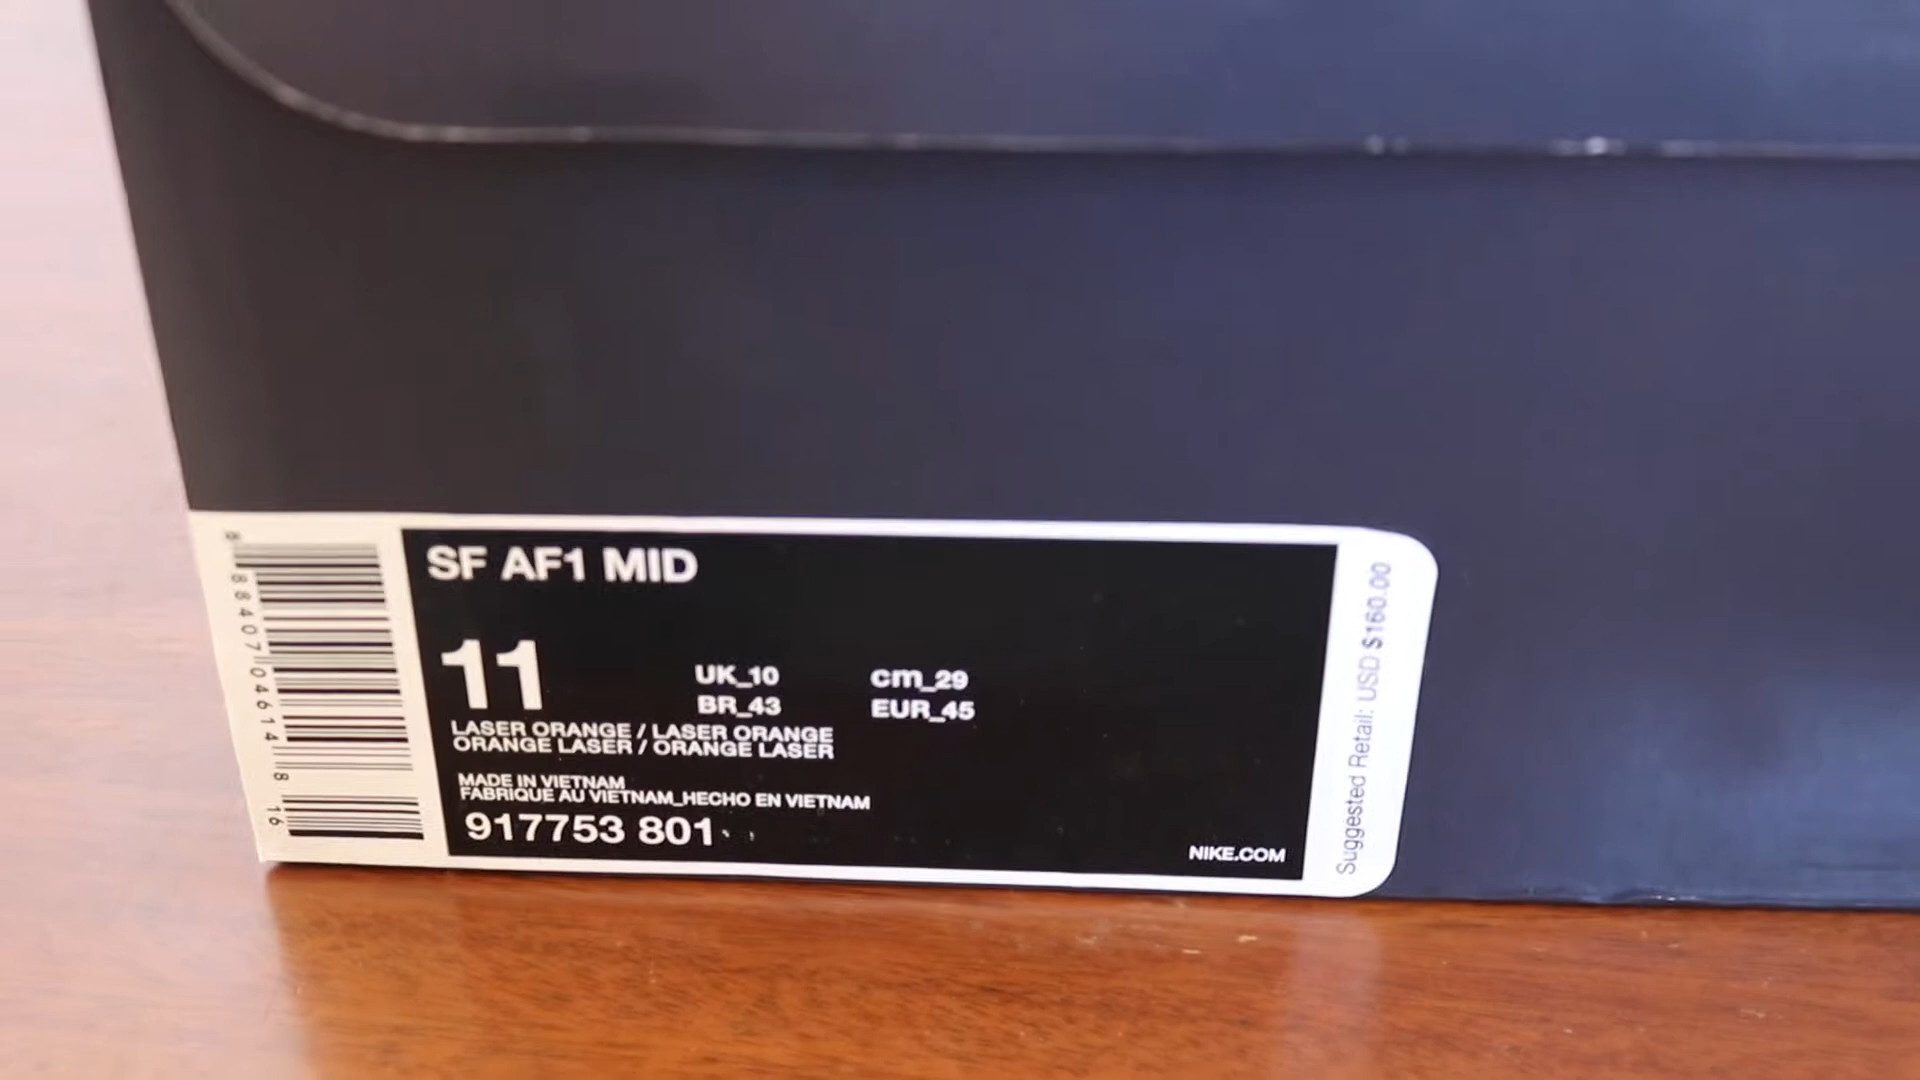 SF AF1 MID
11
UK_10 cm_29
BR_43 EUR_45
LASER ORANGE / LASER ORANGE
ORANGE LASER / ORANGE LASER
MADE IN VIETNAM
FABRIQUE AU VIETNAM_HECHO EN VIETNAM
917753 801
NIKE.COM
Suggested Retail: USD $160.00
8 88407 04614 8 16